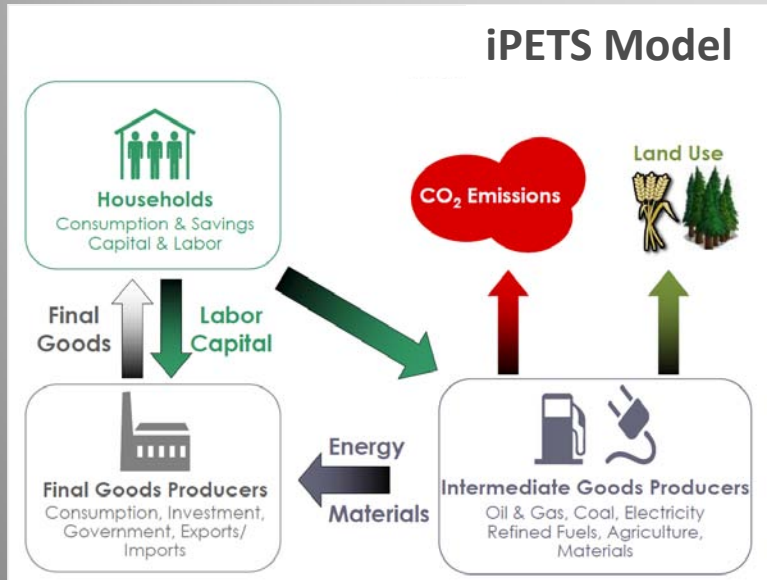 iPETS Model
Households
Consumption & Savings
Capital & Labor
CO₂ Emissions
Land Use
Final
Goods
Labor
Capital
Final Goods Producers
Consumption, Investment,
Government, Exports/
Imports
Energy
Materials
Intermediate Goods Producers
Oil & Gas, Coal, Electricity
Refined Fuels, Agriculture,
Materials